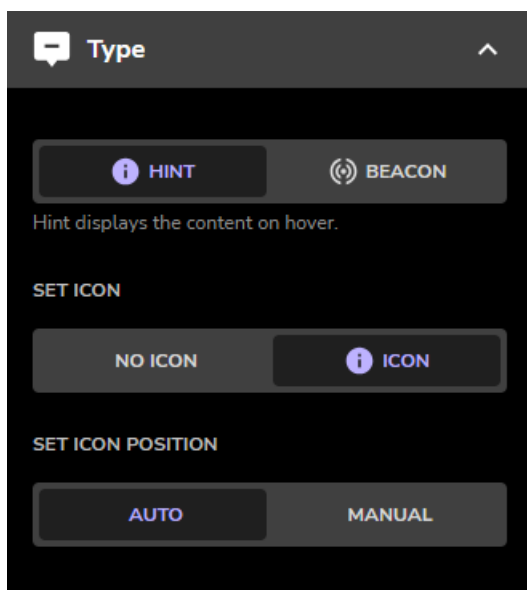 Type
HINT
BEACON
Hint displays the content on hover.
SET ICON
NO ICON
ICON
SET ICON POSITION
AUTO
MANUAL